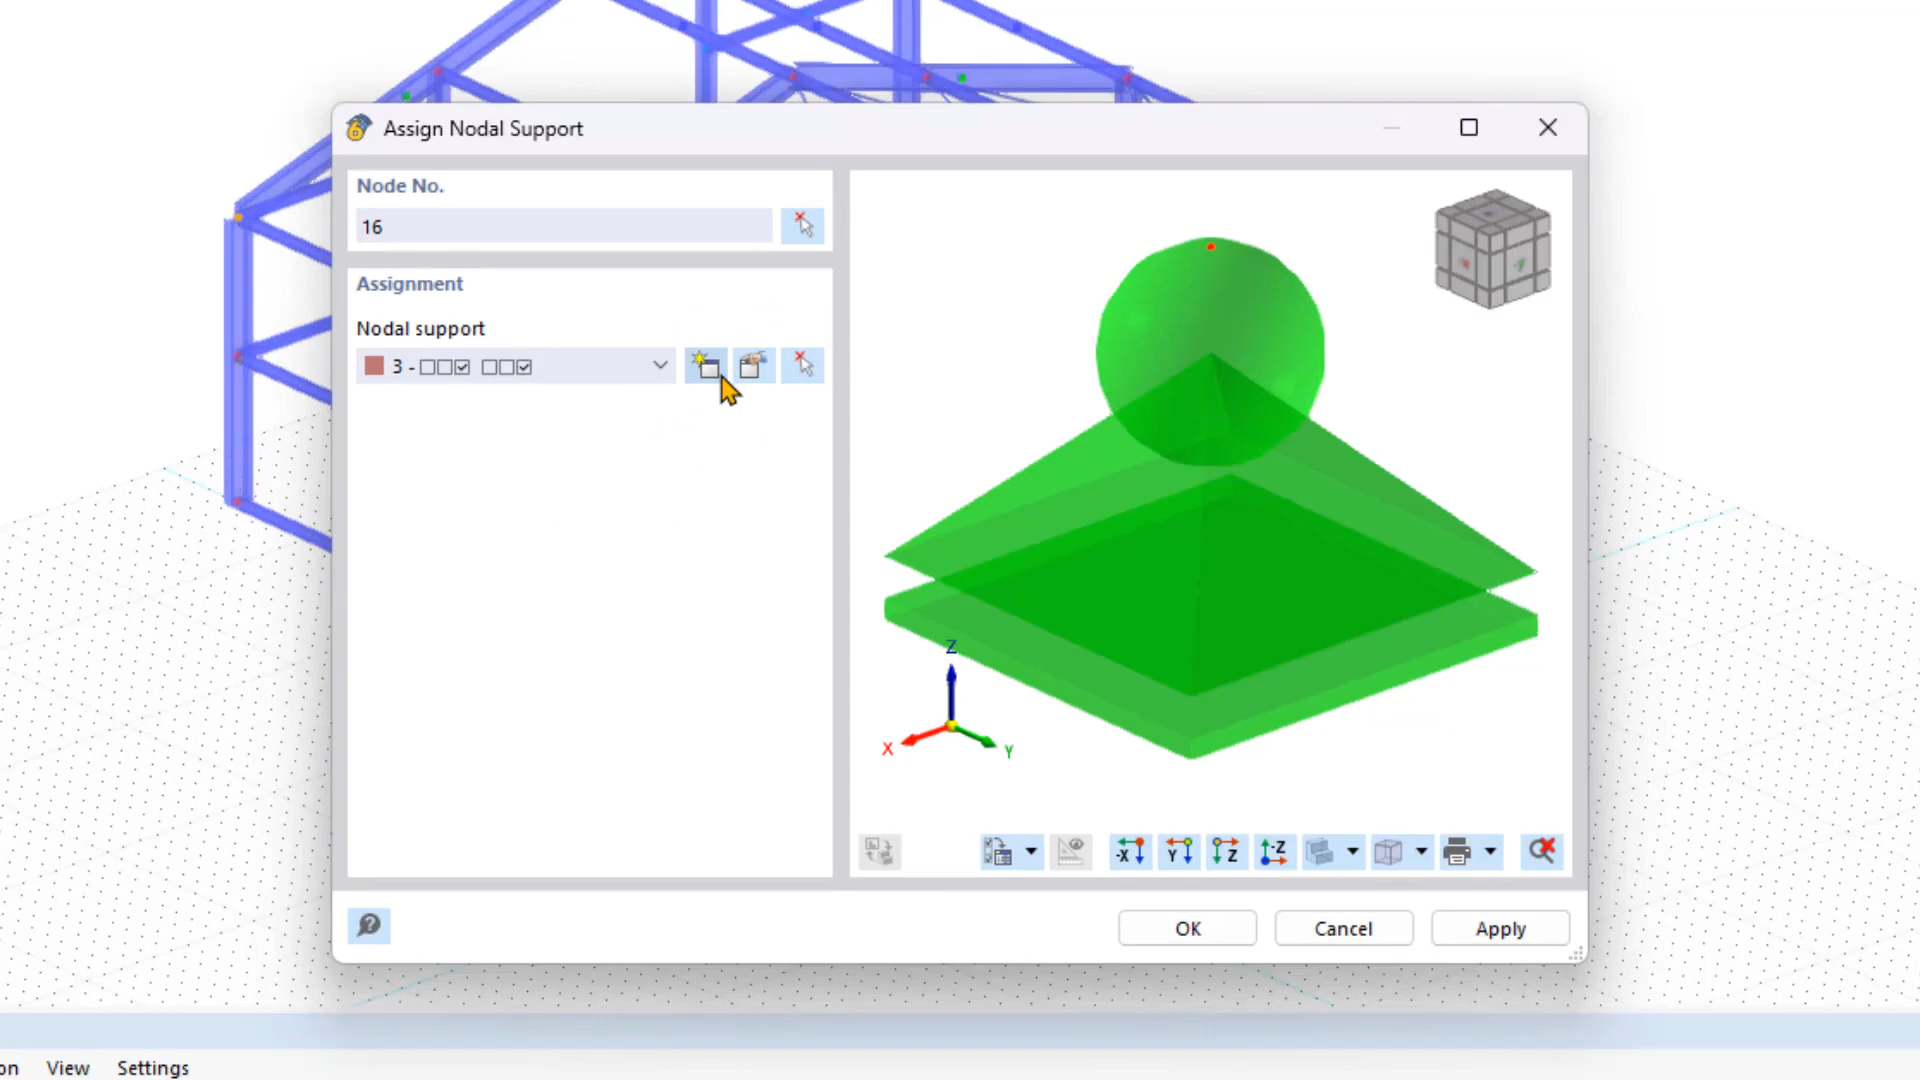 Assign Nodal Support
Node No.
16
Assignment
Nodal support
3 - ☐☐☑ ☐☐☑
Z
X
Y
-X
Y
Z
-Z
OK
Cancel
Apply
on View Settings